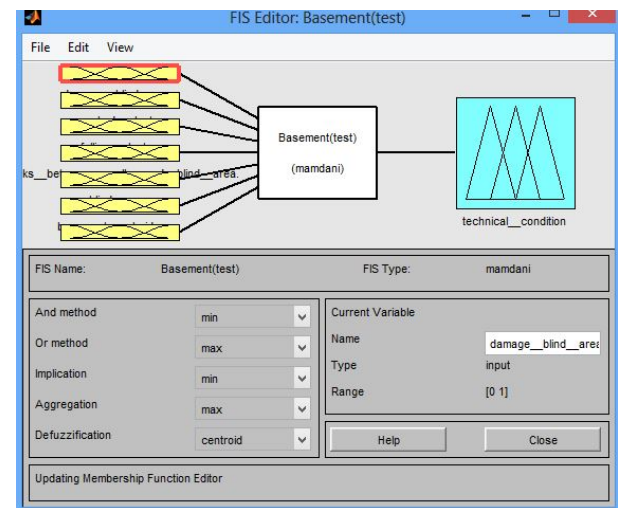 FIS Editor: Basement(test)
File Edit View
Basement(test)
(mamdani)
technical__condition
FIS Name: Basement(test) FIS Type: mamdani
And method min
Or method max
Implication min
Aggregation max
Defuzzification centroid
Current Variable
Name damage__blind__area
Type input
Range [0 1]
Help Close
Updating Membership Function Editor